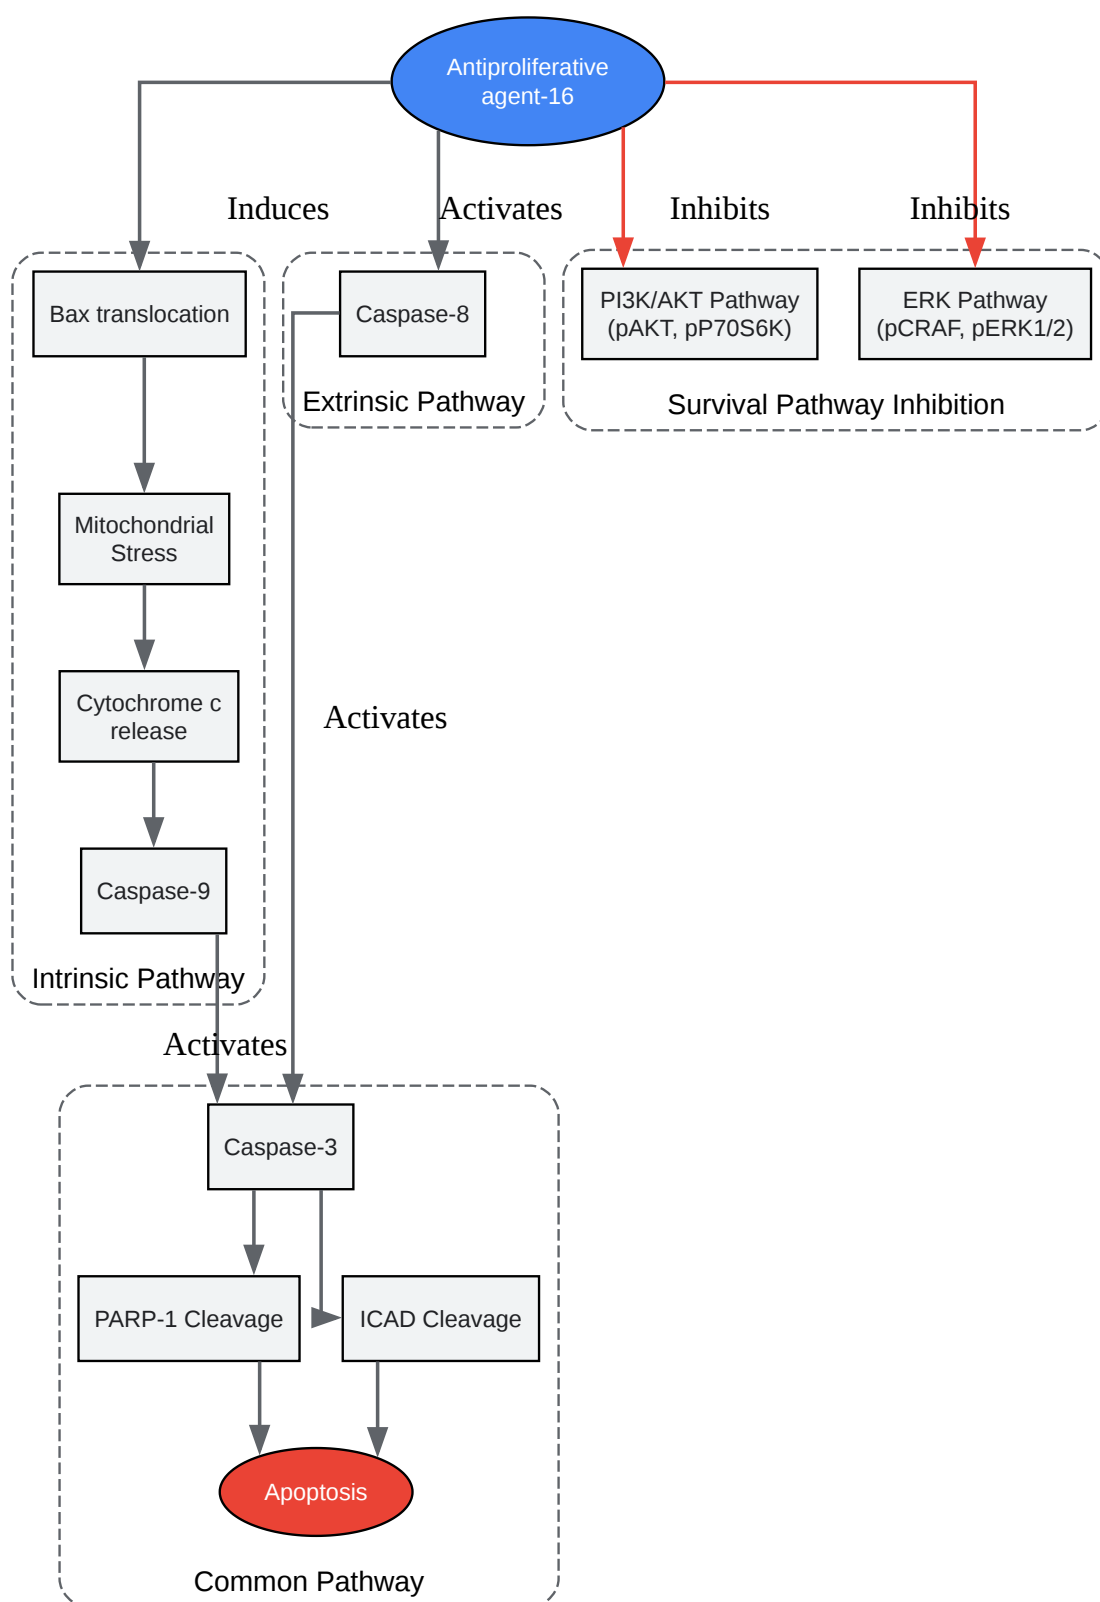 Antiproliferative
agent-16
Induces
Activates
Inhibits
Inhibits
Bax translocation
Caspase-8
PI3K/AKT Pathway
(pAKT, pP70S6K)
ERK Pathway
(pCRAF, pERK1/2)
Extrinsic Pathway
Survival Pathway Inhibition
Mitochondrial
Stress
Cytochrome c
release
Activates
Caspase-9
Intrinsic Pathway
Activates
Caspase-3
PARP-1 Cleavage
ICAD Cleavage
Apoptosis
Common Pathway